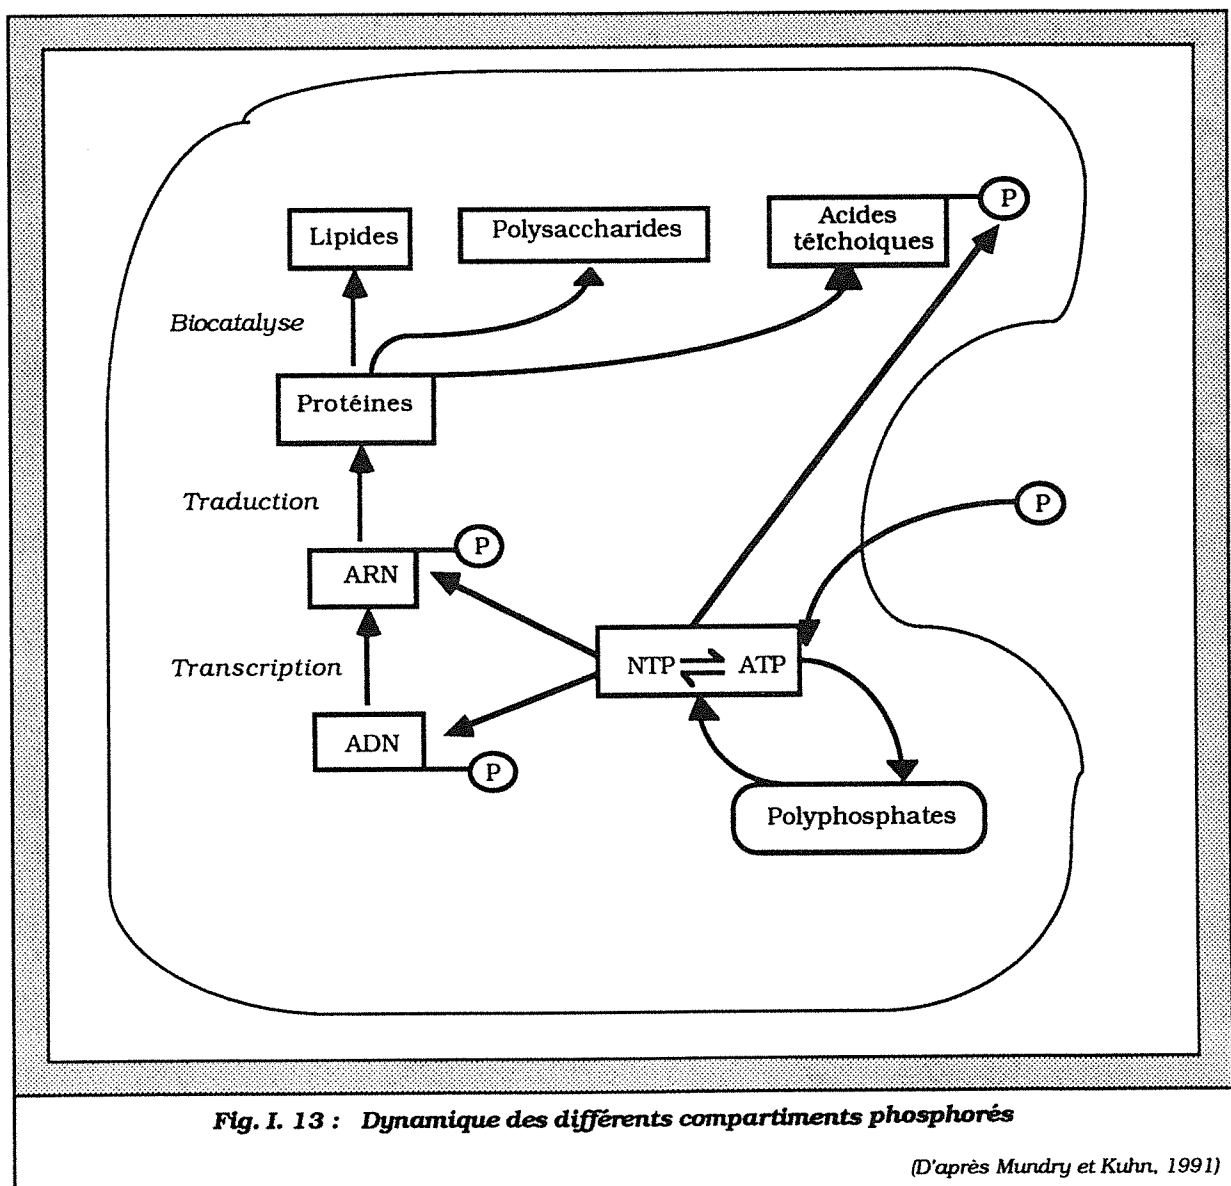 P
Lipides
Polysaccharides
Acides
téichoiques
Biocatalyse
Protéines
Traduction
P
P
ARN
Transcription
NTP ATP
ADN
P
Polyphosphates
Fig. I. 13 : Dynamique des différents compartiments phosphorés
(D'après Mundry et Kuhn, 1991)